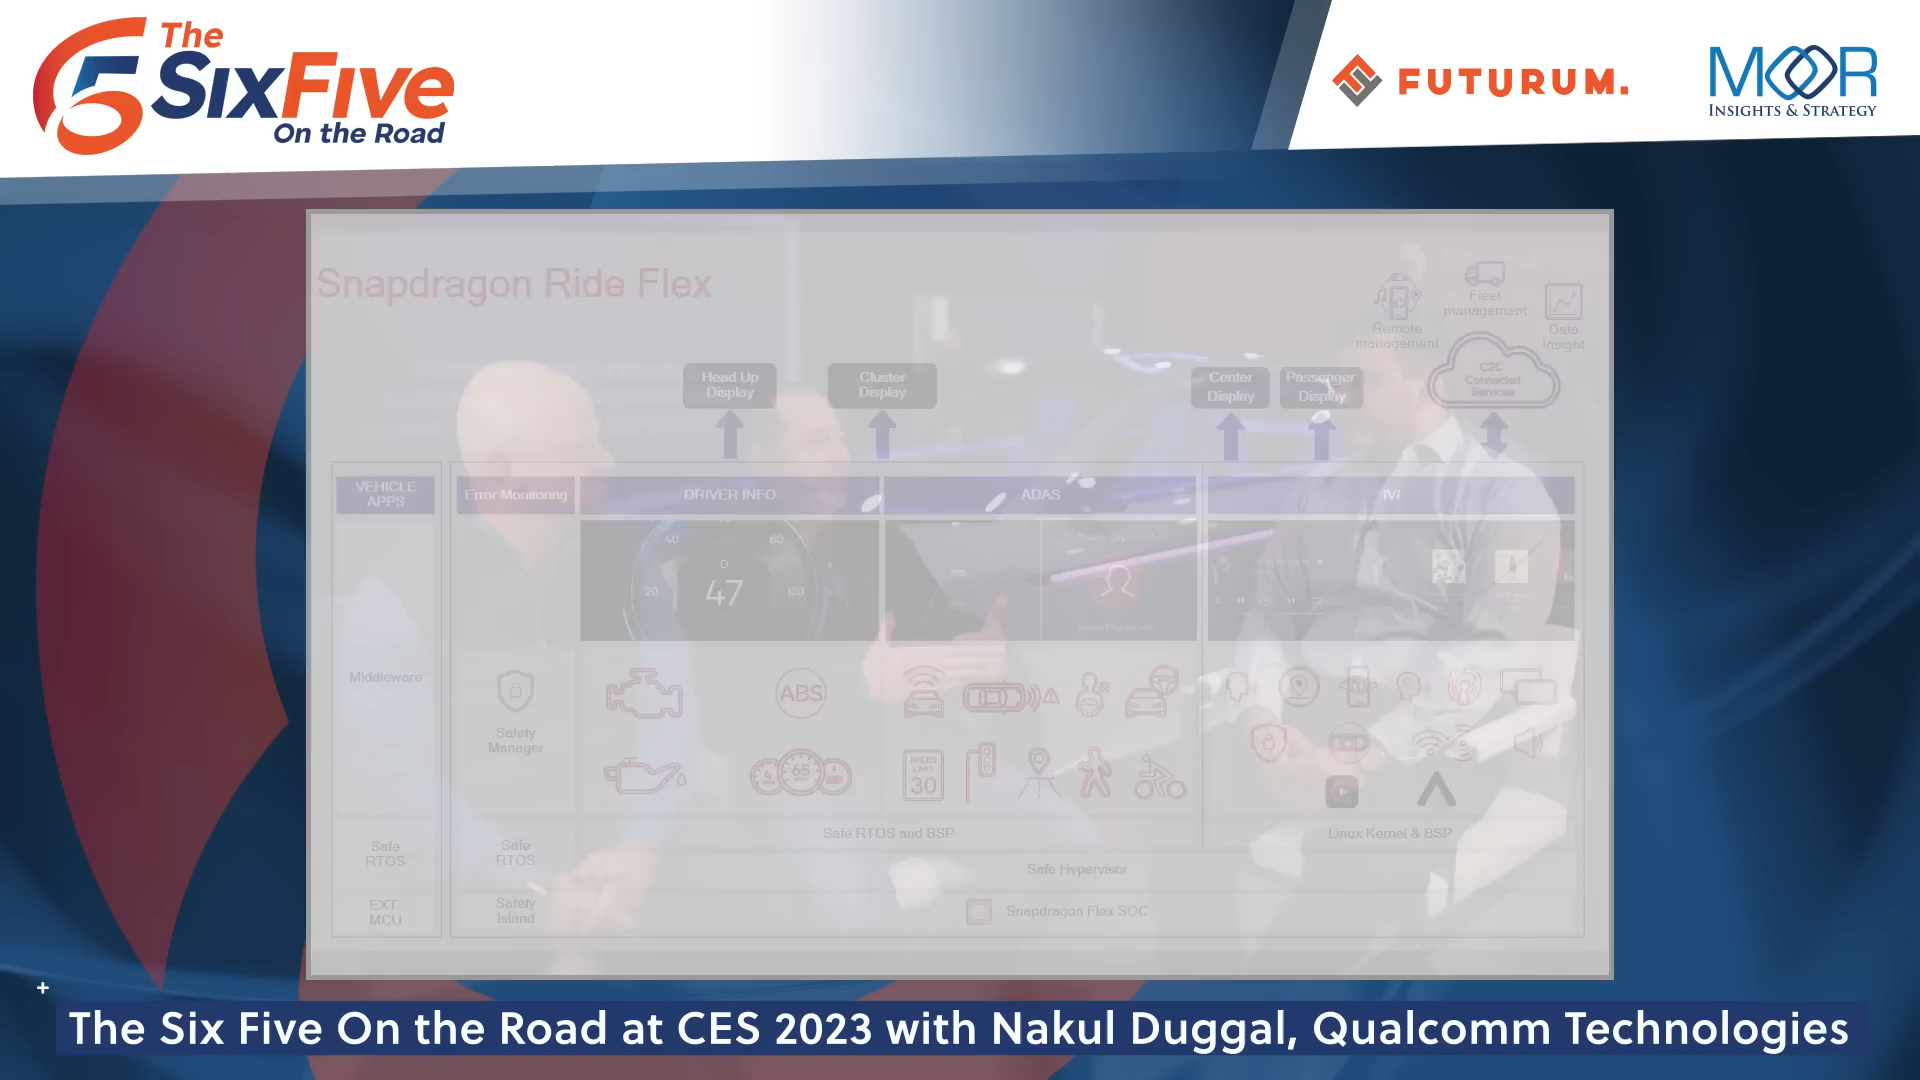 The
SixFive
On the Road
FUTURUM.
MOOR
INSIGHTS & STRATEGY
Snapdragon Ride Flex
Remote
management
Fleet
management
Data
Insight
Head Up
Display
Cluster
Display
Center
Display
Passenger
Display
C2C
Connected
Services
VEHICLE
APPS
Error Monitoring
DRIVER INFO
ADAS
IVI
40
80
D
20
47
100
Middleware
Safety
Manager
ABS
4
65
SPEED
LIMIT
30
Safe
RTOS
Safe
RTOS
Safe RTOS and BSP
Linux Kernel & BSP
Safe Hypervisor
EXT
MCU
Safety
Island
Snapdragon Flex SOC
The Six Five On the Road at CES 2023 with Nakul Duggal, Qualcomm Technologies